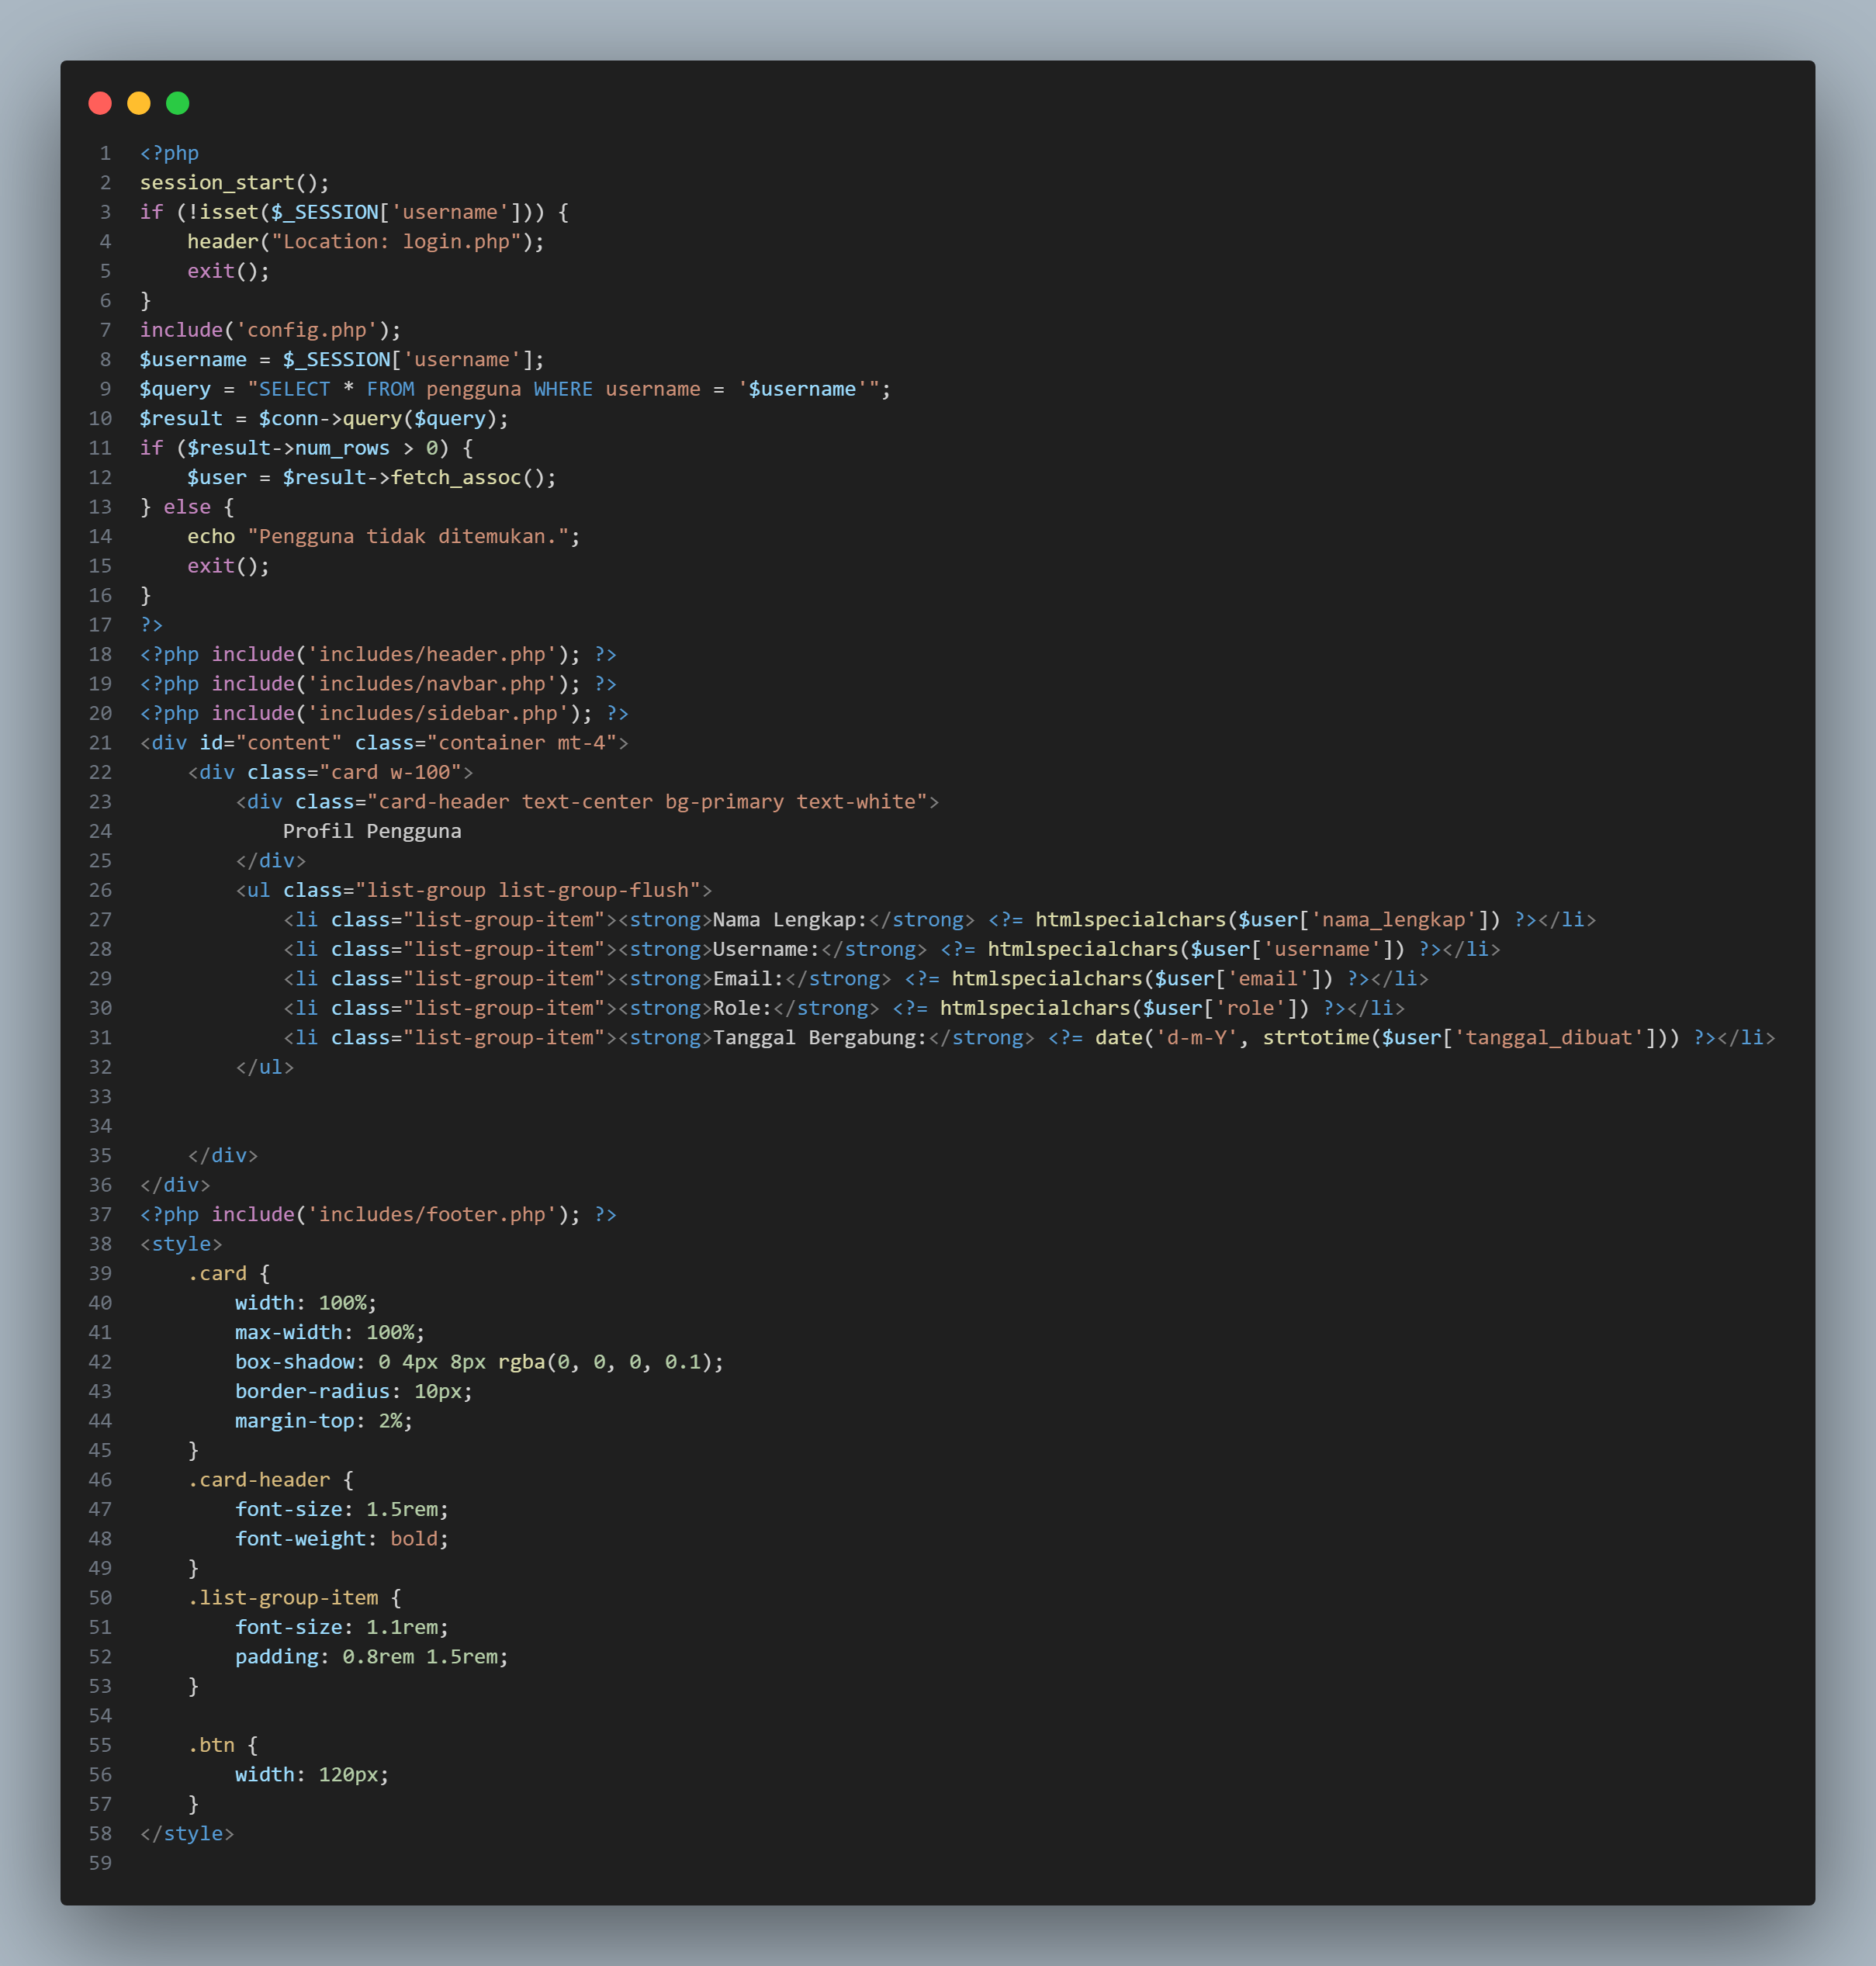 1 <?php
2 session_start();
3 if (!isset($_SESSION['username'])) {
4     header("Location: login.php");
5     exit();
6 }
7 include('config.php');
8 $username = $_SESSION['username'];
9 $query = "SELECT * FROM pengguna WHERE username = '$username'";
10 $result = $conn->query($query);
11 if ($result->num_rows > 0) {
12     $user = $result->fetch_assoc();
13 } else {
14     echo "Pengguna tidak ditemukan.";
15     exit();
16 }
17 ?>
18 <?php include('includes/header.php'); ?>
19 <?php include('includes/navbar.php'); ?>
20 <?php include('includes/sidebar.php'); ?>
21 <div id="content" class="container mt-4">
22     <div class="card w-100">
23         <div class="card-header text-center bg-primary text-white">
24             Profil Pengguna
25         </div>
26         <ul class="list-group list-group-flush">
27             <li class="list-group-item"><strong>Nama Lengkap:</strong> <?= htmlspecialchars($user['nama_lengkap']) ?></li>
28             <li class="list-group-item"><strong>Username:</strong> <?= htmlspecialchars($user['username']) ?></li>
29             <li class="list-group-item"><strong>Email:</strong> <?= htmlspecialchars($user['email']) ?></li>
30             <li class="list-group-item"><strong>Role:</strong> <?= htmlspecialchars($user['role']) ?></li>
31             <li class="list-group-item"><strong>Tanggal Bergabung:</strong> <?= date('d-m-Y', strtotime($user['tanggal_dibuat'])) ?></li>
32         </ul>
33
34
35     </div>
36 </div>
37 <?php include('includes/footer.php'); ?>
38 <style>
39     .card {
40         width: 100%;
41         max-width: 100%;
42         box-shadow: 0 4px 8px rgba(0, 0, 0, 0.1);
43         border-radius: 10px;
44         margin-top: 2%;
45     }
46     .card-header {
47         font-size: 1.5rem;
48         font-weight: bold;
49     }
50     .list-group-item {
51         font-size: 1.1rem;
52         padding: 0.8rem 1.5rem;
53     }
54
55     .btn {
56         width: 120px;
57     }
58 </style>
59